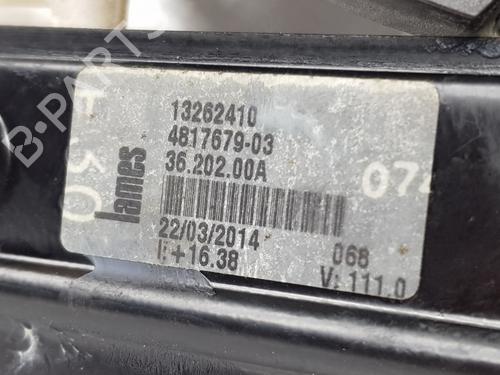 13262410
4817679-03
36.202.00A
lames
22/03/2014
I:+16.38
068
V: 111.0
B-PARTS